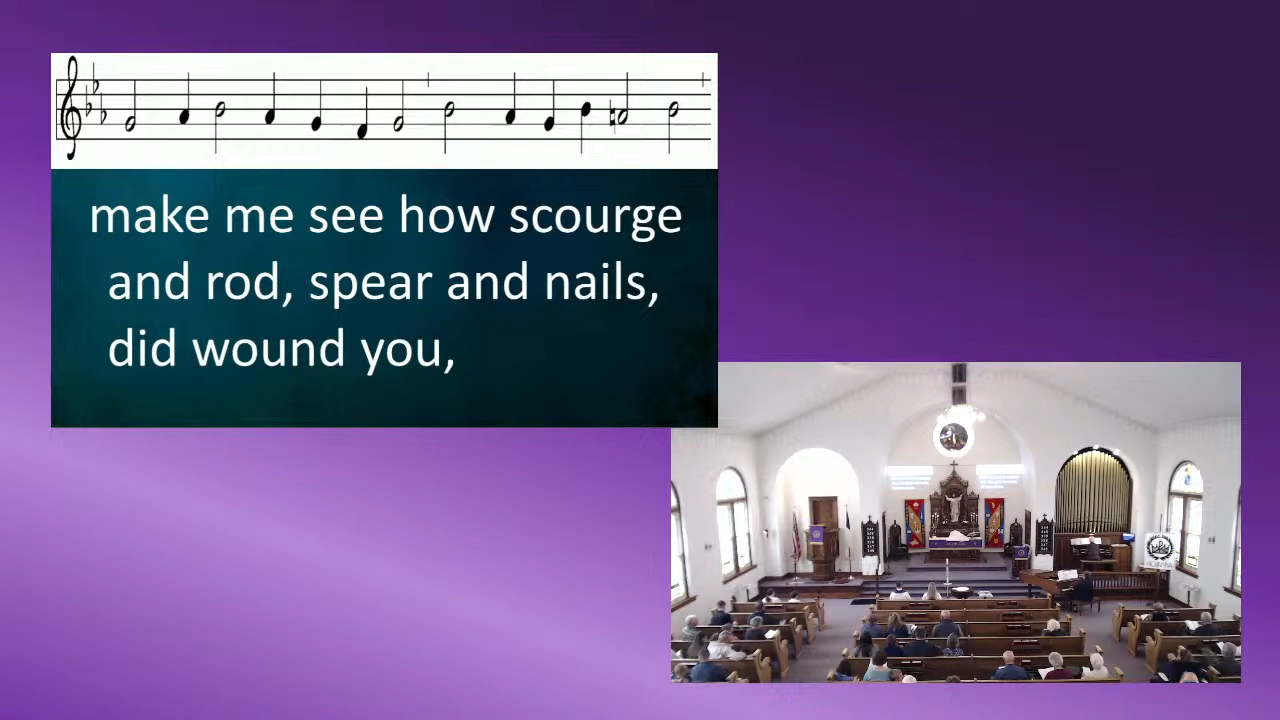 make me see how scourge
and rod, spear and nails,
did wound you,